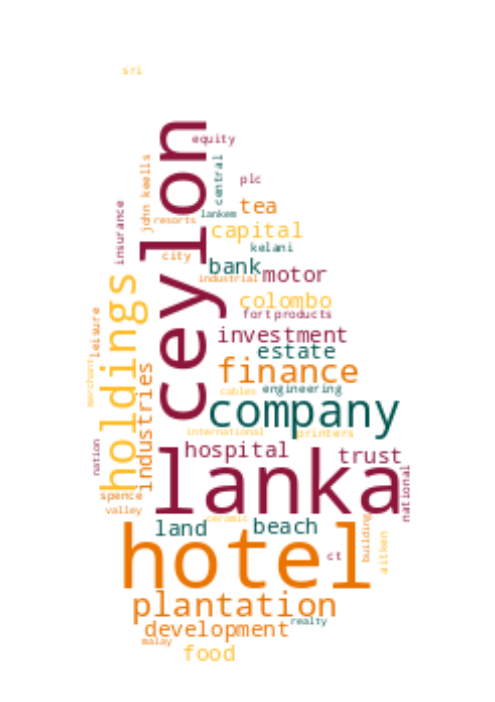 sri
ceylon
equity
john keells
central
plc
insurance
lankem
tea
resorts
capital
kelani
city
bank
motor
industrial
holdings
colombo
leisure
fort products
investment
estate
merchant
industries
finance
cables
engineering
company
international
printers
nation
hospital
trust
lanka
national
spence
valley
ceramic
land
beach
building
aitken
hotel
ct
plantation
realty
development
malay
food